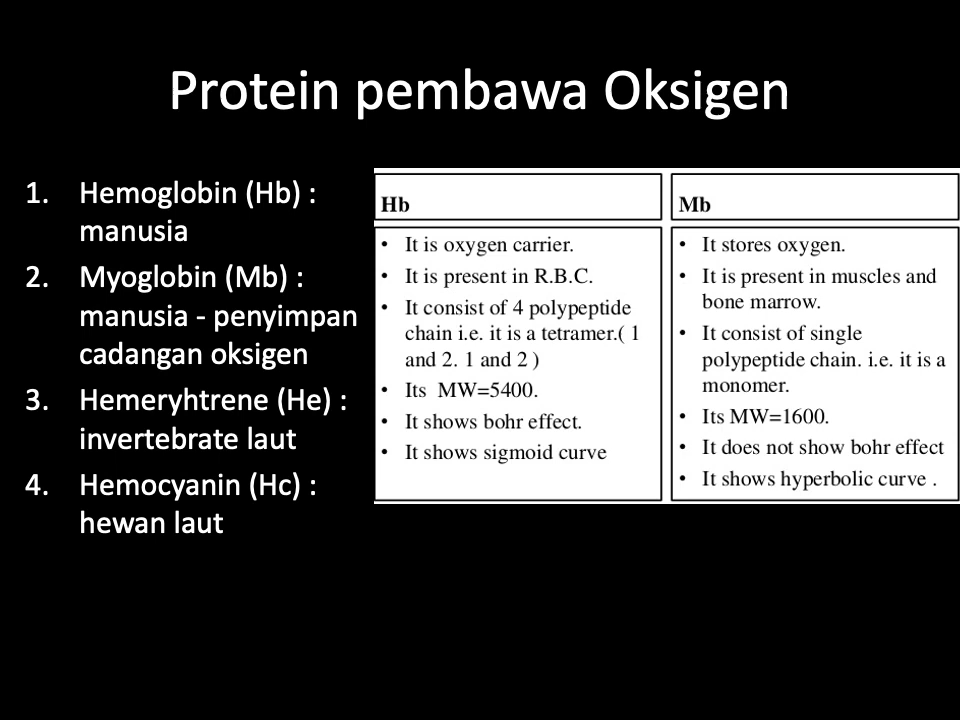 Protein pembawa Oksigen
1. Hemoglobin (Hb) :
manusia
2. Myoglobin (Mb) :
manusia - penyimpan
cadangan oksigen
3. Hemeryhtrene (He) :
invertebrate laut
4. Hemocyanin (Hc) :
hewan laut
Hb
• It is oxygen carrier.
• It is present in R.B.C.
• It consist of 4 polypeptide
chain i.e. it is a tetramer.( 1
and 2. 1 and 2 )
• Its MW=5400.
• It shows bohr effect.
• It shows sigmoid curve
Mb
• It stores oxygen.
• It is present in muscles and
bone marrow.
• It consist of single
polypeptide chain. i.e. it is a
monomer.
• Its MW=1600.
• It does not show bohr effect
• It shows hyperbolic curve .